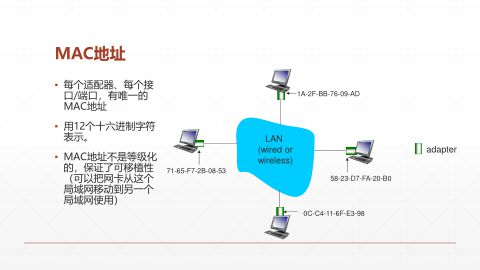 MAC地址
▪ 每个适配器、每个接
口/端口，有唯一的
MAC地址
▪ 用12个十六进制字符
表示。
▪ MAC地址不是等级化
的，保证了可移植性
（可以把网卡从这个
局域网移动到另一个
局域网使用）
1A-2F-BB-76-09-AD
LAN
(wired or
wireless)
adapter
71-65-F7-2B-08-53
58-23-D7-FA-20-B0
0C-C4-11-6F-E3-98